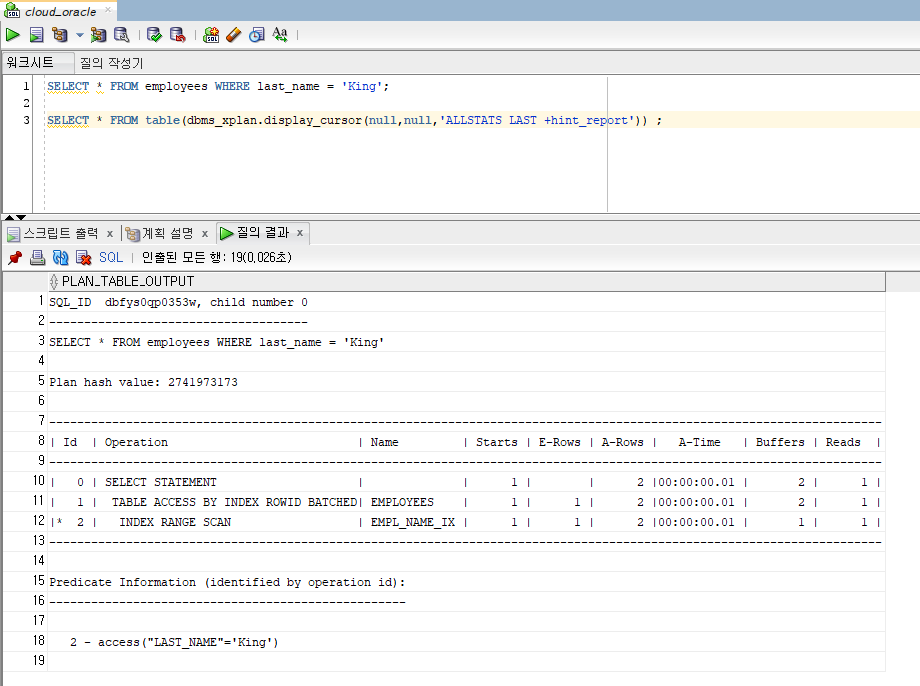 cloud_oracle
워크시트 질의 작성기
1 SELECT * FROM employees WHERE last_name = 'King';
2
3 SELECT * FROM table(dbms_xplan.display_cursor(null,null,'ALLSTATS LAST +hint_report')) ;
스크립트 출력 x 계획 설명 x 질의 결과 x
SQL | 인출된 모든 행: 19(0,026초)
PLAN_TABLE_OUTPUT
1 SQL_ID  dbfys0qp0353w, child number 0
2 -------------------------------------
3 SELECT * FROM employees WHERE last_name = 'King'
4
5 Plan hash value: 2741973173
6
7 -----------------------------------------------------------------------------------------------------------------------
8 | Id  | Operation                           | Name         | Starts | E-Rows | A-Rows |   A-Time   | Buffers | Reads  |
9 -----------------------------------------------------------------------------------------------------------------------
10 |   0 | SELECT STATEMENT                    |              |      1 |        |      2 |00:00:00.01 |       2 |      1 |
11 |   1 |  TABLE ACCESS BY INDEX ROWID BATCHED| EMPLOYEES    |      1 |      1 |      2 |00:00:00.01 |       2 |      1 |
12 |*  2 |   INDEX RANGE SCAN                  | EMPL_NAME_IX |      1 |      1 |      2 |00:00:00.01 |       1 |      1 |
13 -----------------------------------------------------------------------------------------------------------------------
14
15 Predicate Information (identified by operation id):
16 ---------------------------------------------------
17
18    2 - access("LAST_NAME"='King')
19